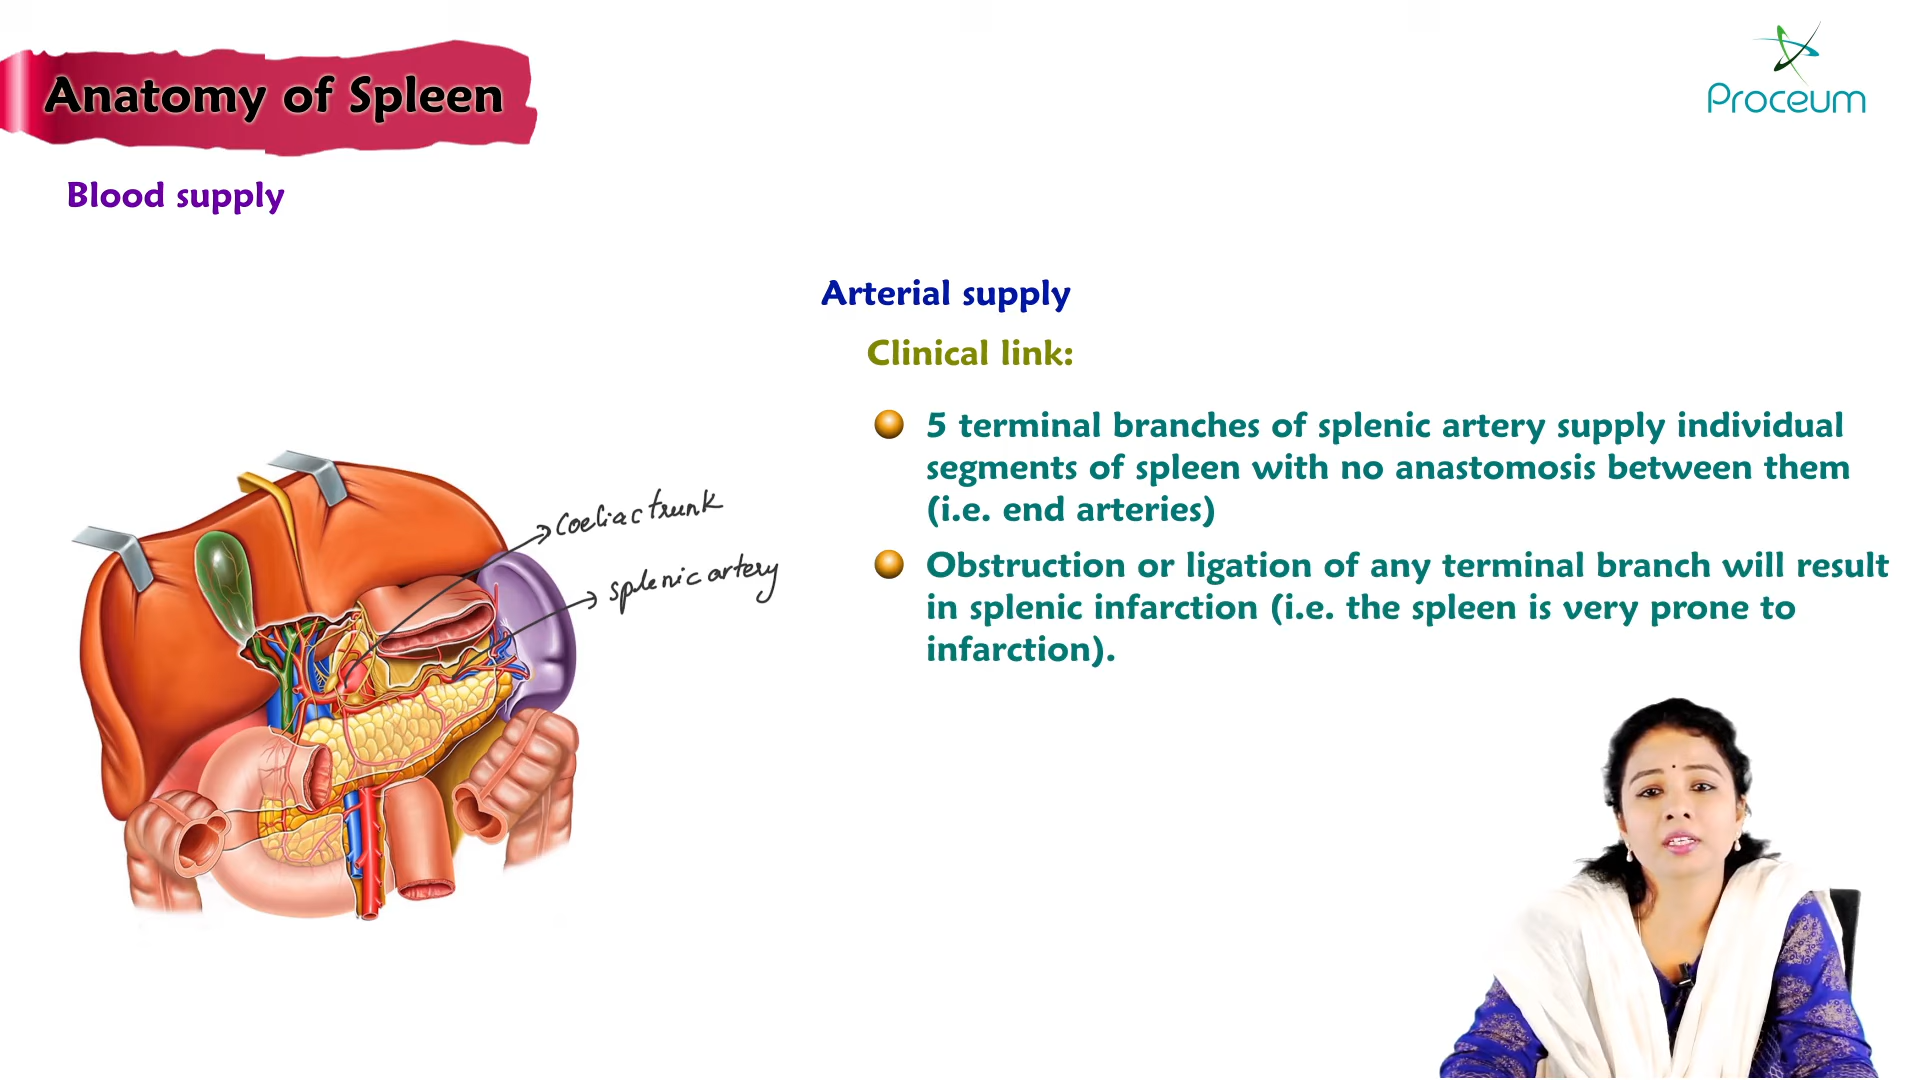 Anatomy of Spleen
Proceum
Blood supply
Arterial supply
Clinical link:
5 terminal branches of splenic artery supply individual
segments of spleen with no anastomosis between them
(i.e. end arteries)
Obstruction or ligation of any terminal branch will result
in splenic infarction (i.e. the spleen is very prone to
infarction).
Coeliac trunk
splenic artery